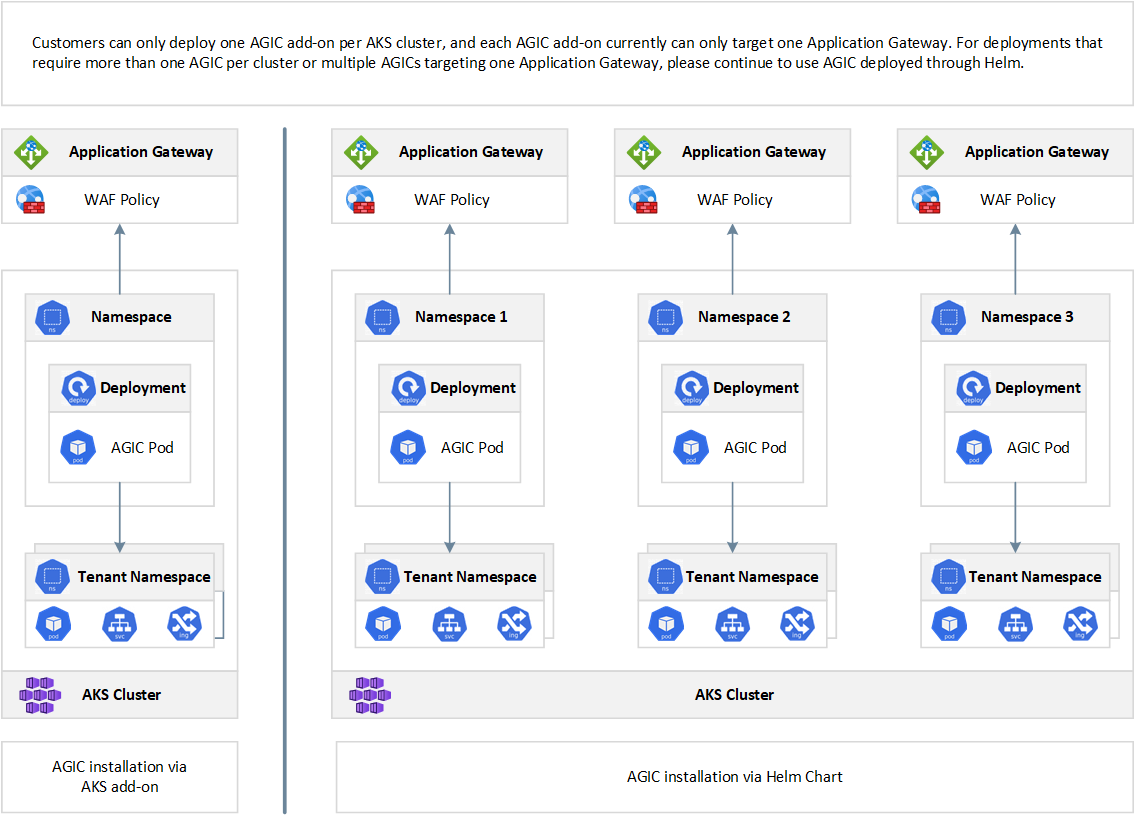 Customers can only deploy one AGIC add-on per AKS cluster, and each AGIC add-on currently can only target one Application Gateway. For deployments that
require more than one AGIC per cluster or multiple AGICs targeting one Application Gateway, please continue to use AGIC deployed through Helm.
Application Gateway
WAF Policy
Namespace
ns
Deployment
deploy
AGIC Pod
pod
Tenant Namespace
ns
pod
svc
ing
AKS Cluster
AGIC installation via
AKS add-on
Application Gateway
WAF Policy
Application Gateway
WAF Policy
Application Gateway
WAF Policy
Namespace 1
ns
Deployment
deploy
AGIC Pod
pod
Tenant Namespace
ns
pod
svc
ing
Namespace 2
ns
Deployment
deploy
AGIC Pod
pod
Tenant Namespace
ns
pod
svc
ing
Namespace 3
ns
Deployment
deploy
AGIC Pod
pod
Tenant Namespace
ns
pod
svc
ing
AKS Cluster
AGIC installation via Helm Chart